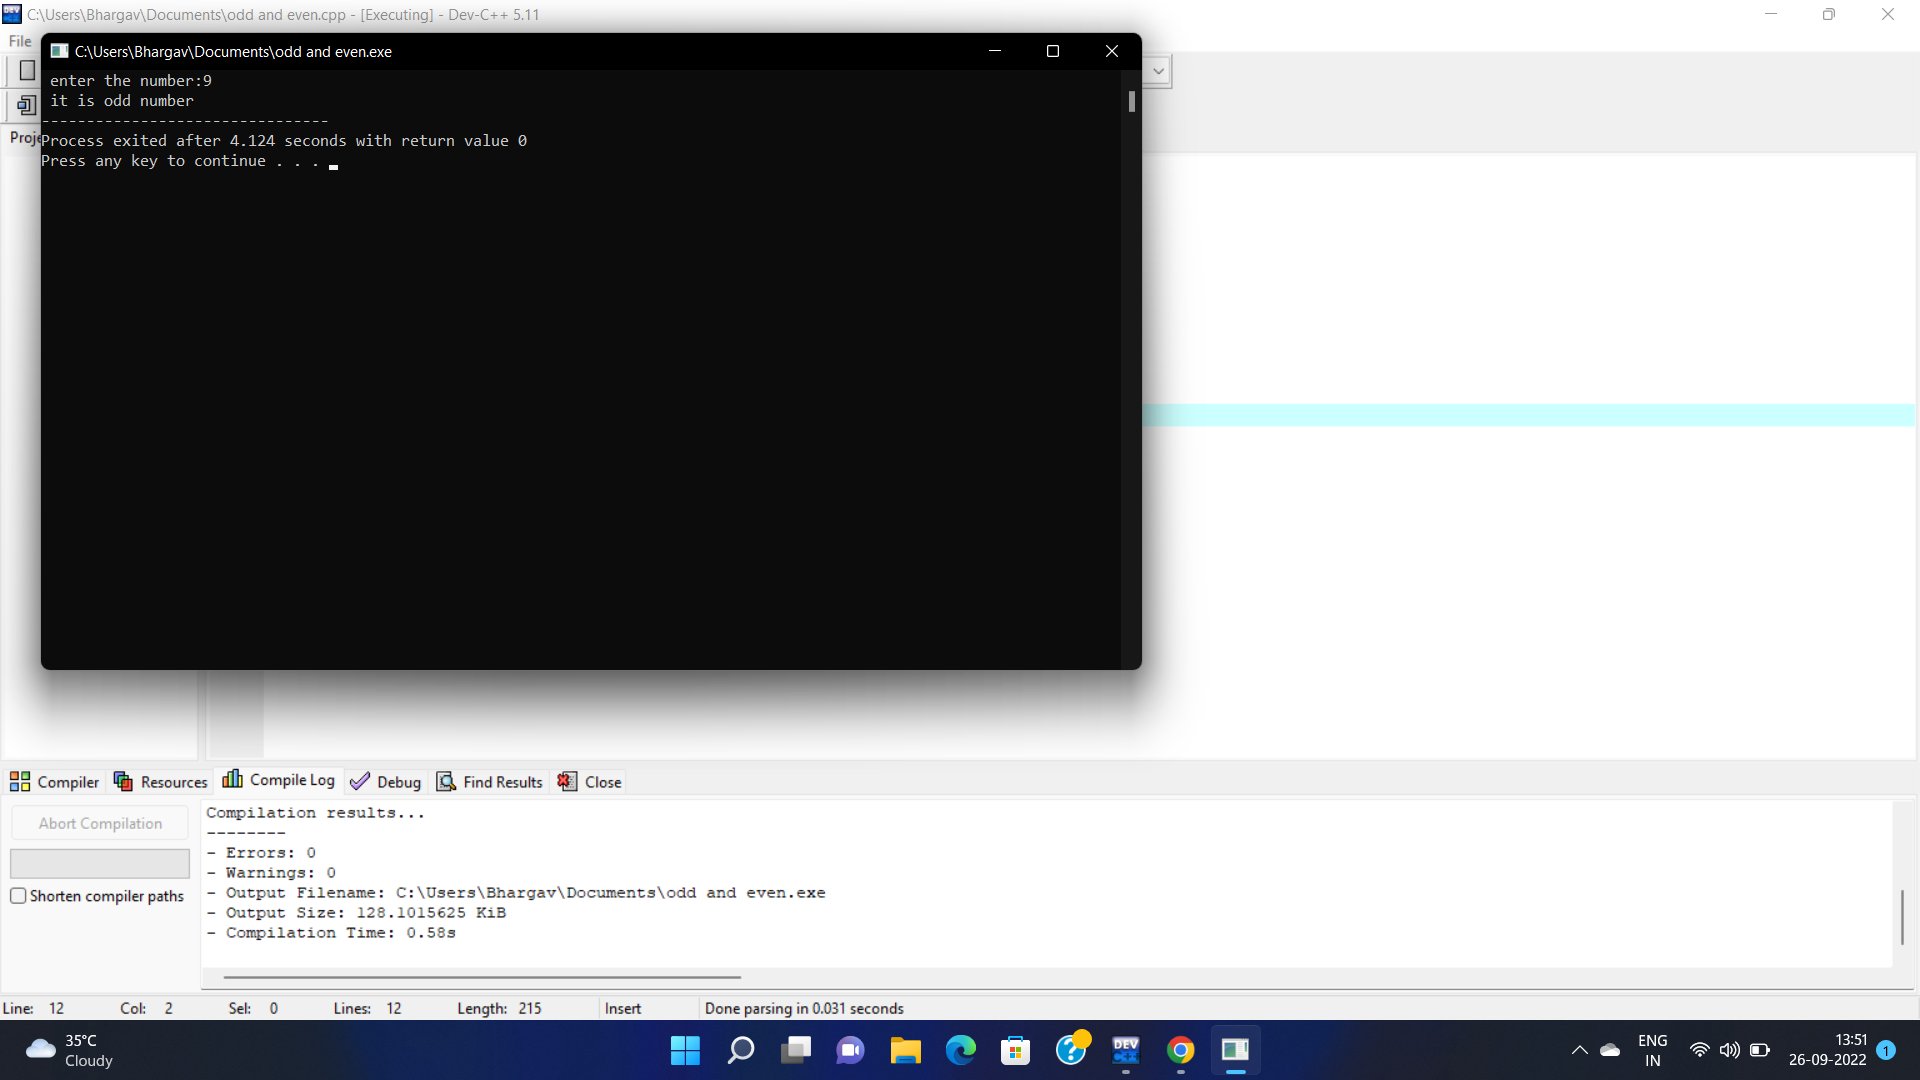 C:\Users\Bhargav\Documents\odd and even.cpp - [Executing] - Dev-C++ 5.11
File
C:\Users\Bhargav\Documents\odd and even.exe
enter the number:9
it is odd number
--------------------------------
Process exited after 4.124 seconds with return value 0
Press any key to continue . . .
Proje
Compiler Resources Compile Log Debug Find Results Close
Abort Compilation
Shorten compiler paths
Compilation results...
--------
- Errors: 0
- Warnings: 0
- Output Filename: C:\Users\Bhargav\Documents\odd and even.exe
- Output Size: 128.1015625 KiB
- Compilation Time: 0.58s
Line: 12 Col: 2 Sel: 0 Lines: 12 Length: 215 Insert Done parsing in 0.031 seconds
35°C
Cloudy
DEV
C++
ENG
IN
13:51
26-09-2022
1